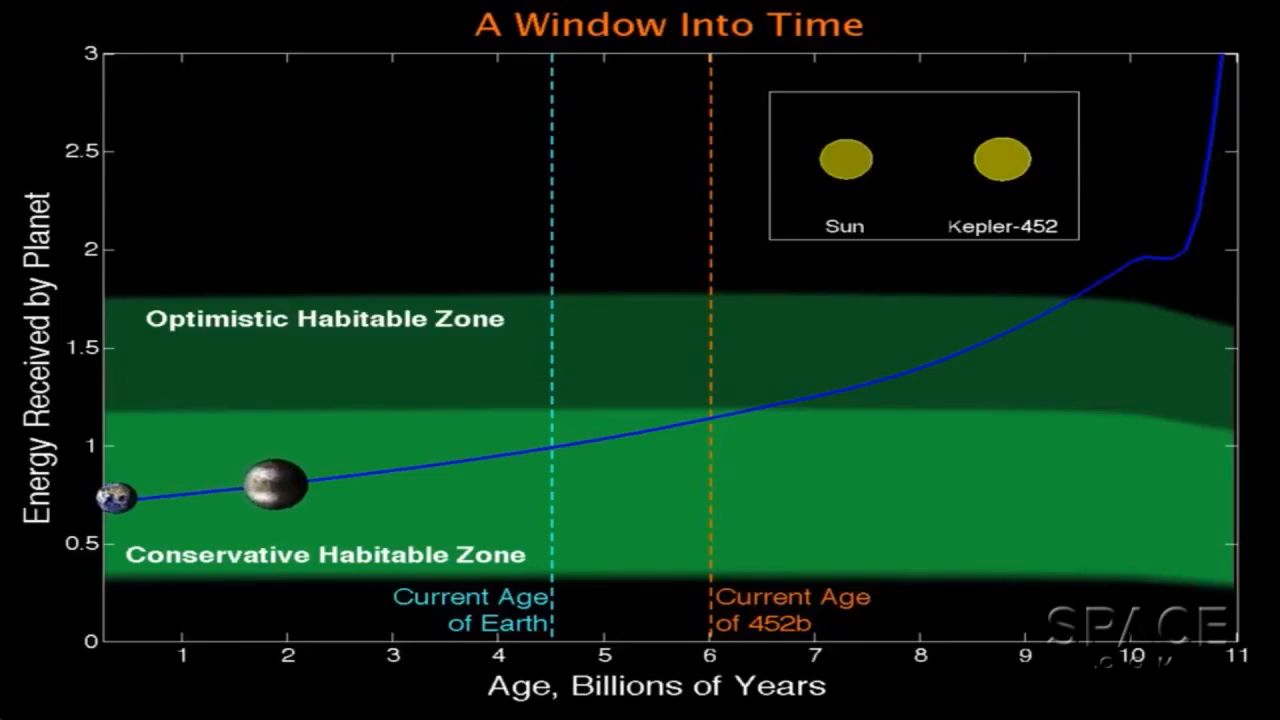 A Window Into Time
3
2.5
2
1.5
1
0.5
0
Energy Received by Planet
Sun
Kepler-452
Optimistic Habitable Zone
Conservative Habitable Zone
Current Age
of Earth
Current Age
of 452b
SPACE
.COM
1 2 3 4 5 6 7 8 9 10 11
Age, Billions of Years